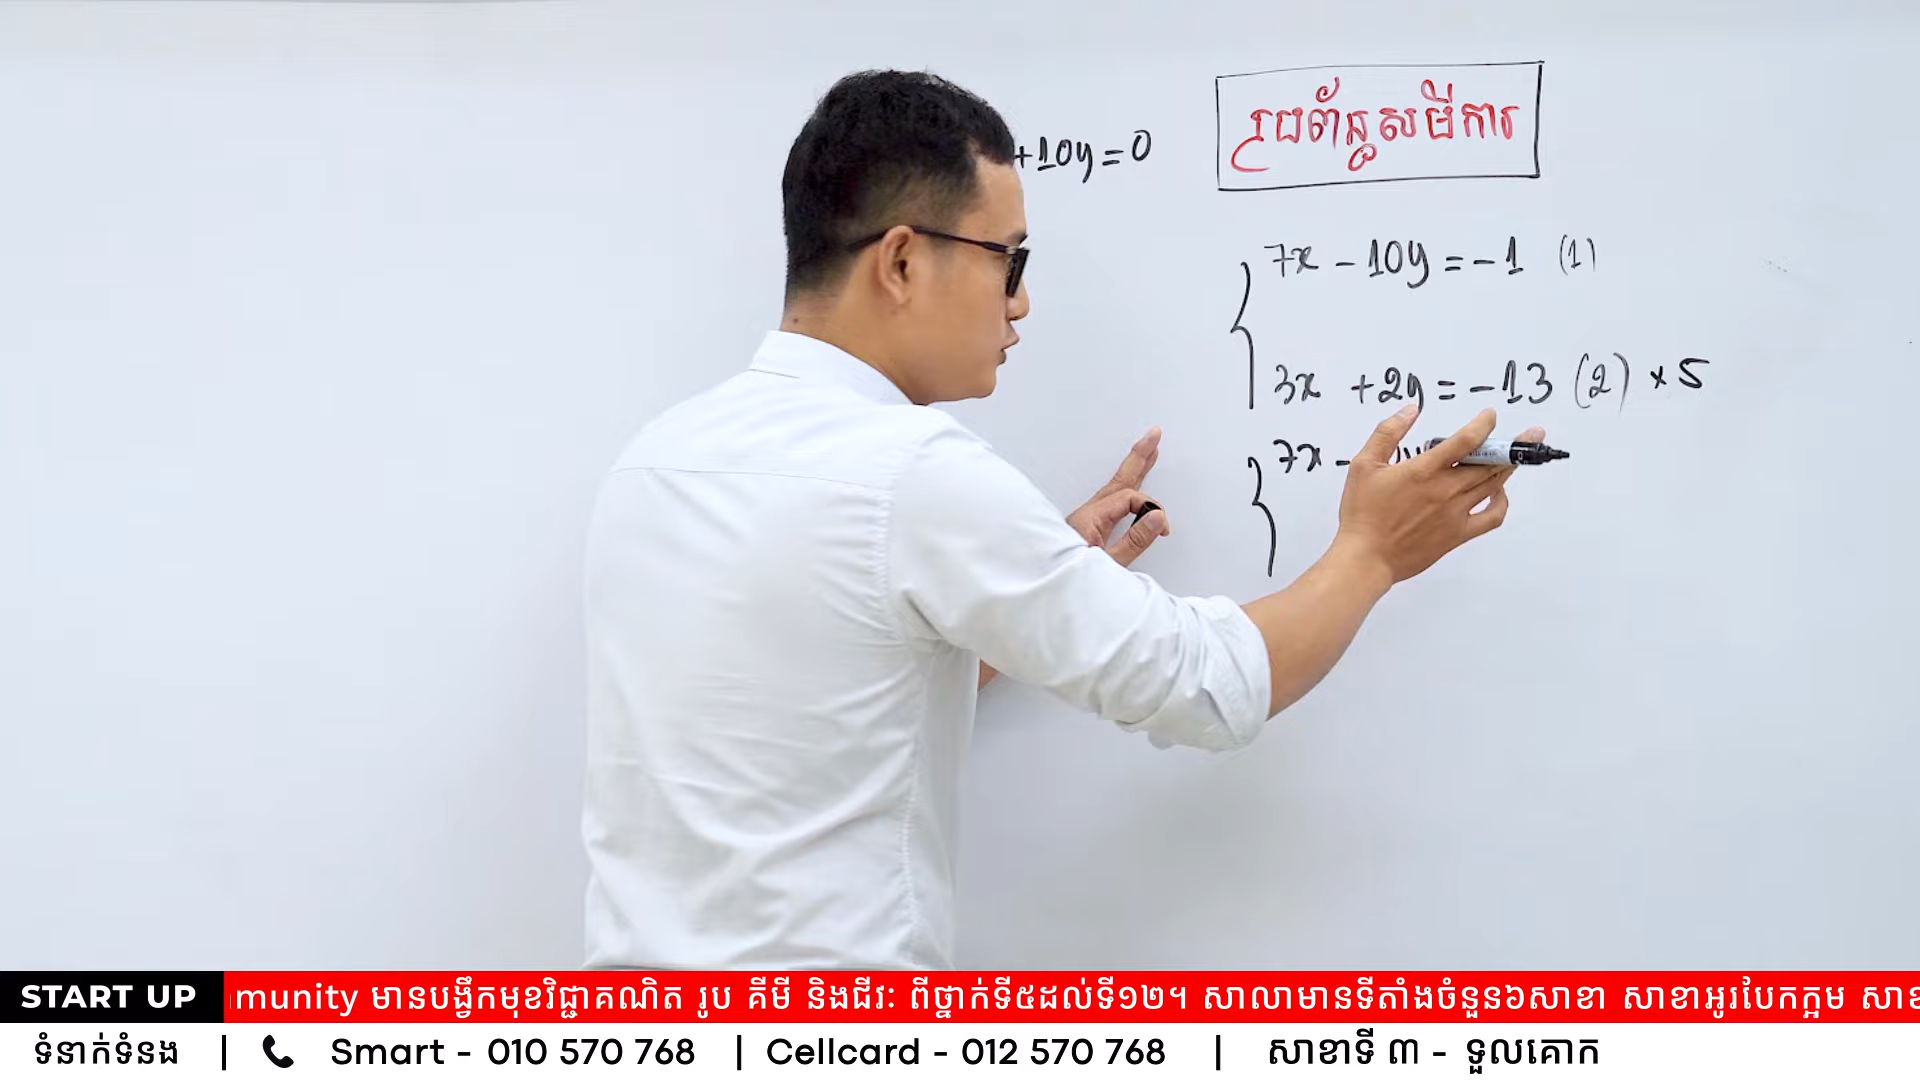 +10y=0
ប្រព័ន្ធសមីការ
7x - 10y = -1 (1)
3x + 2y = -13 (2) × 5
7x -
START UP
munity មានបង្រឹកមុខវិជ្ជាគណិត រូប គីមី និងជីវៈ ពីថ្នាក់ទី៥ដល់ទី១២។ សាលាមានទីតាំងចំនួន៦សាខា សាខាអូរបែកក្អម
ទំនាក់ទំនង | Smart - 010 570 768 | Cellcard - 012 570 768 | សាខាទី ៣ - ទួលគោក